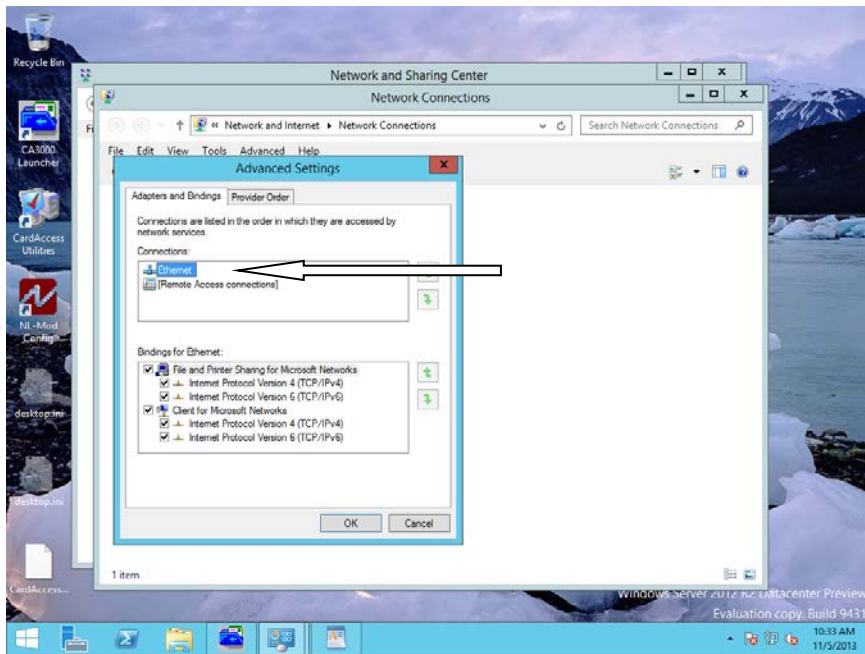 Recycle Bin
Network and Sharing Center
Network Connections
« Network and Internet ▸ Network Connections
Search Network Connections
CA3000
Launcher
File Edit View Tools Advanced Help
Advanced Settings
Adapters and Bindings
Provider Order
Connections are listed in the order in which they are accessed by
network services.
CardAccess
Utilities
Connections:
Ethernet
[Remote Access connections]
NL-Mod
Config
Bindings for Ethernet:
File and Printer Sharing for Microsoft Networks
Internet Protocol Version 4 (TCP/IPv4)
Internet Protocol Version 6 (TCP/IPv6)
Client for Microsoft Networks
Internet Protocol Version 4 (TCP/IPv4)
Internet Protocol Version 6 (TCP/IPv6)
desktop.ini
desktop.ini
OK
Cancel
1 item
CardAccess...
Windows Server 2012 R2 Datacenter Preview
Evaluation copy. Build 9431
10:33 AM
11/5/2013